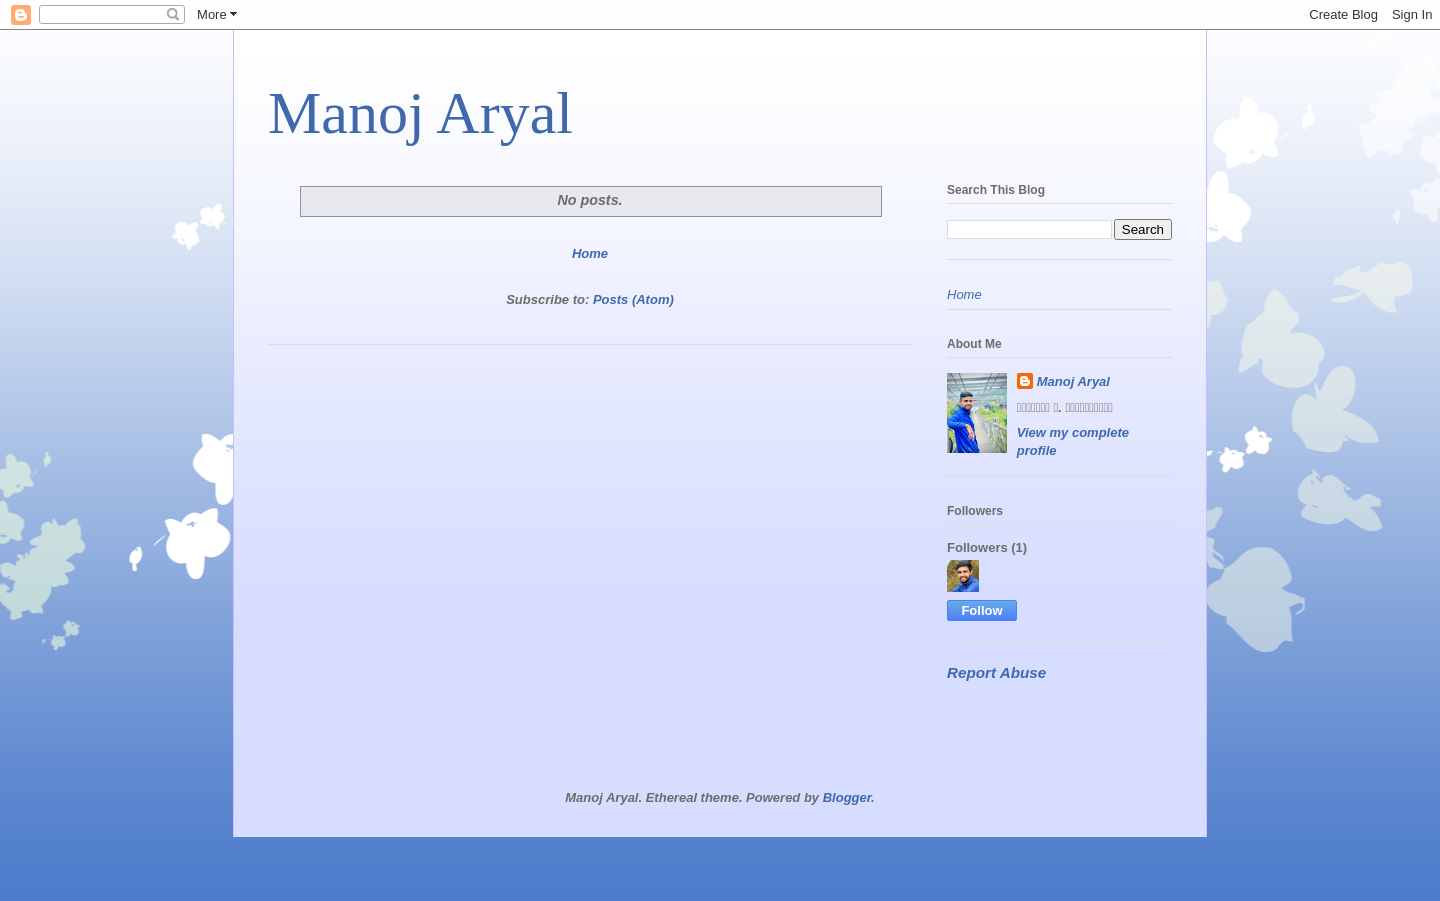 More
Create Blog
Sign In
Manoj Aryal
No posts.
Home
Subscribe to: Posts (Atom)
Search This Blog
Search
Home
About Me
Manoj Aryal
View my complete
profile
Followers
Followers (1)
Follow
Report Abuse
Manoj Aryal. Ethereal theme. Powered by Blogger.